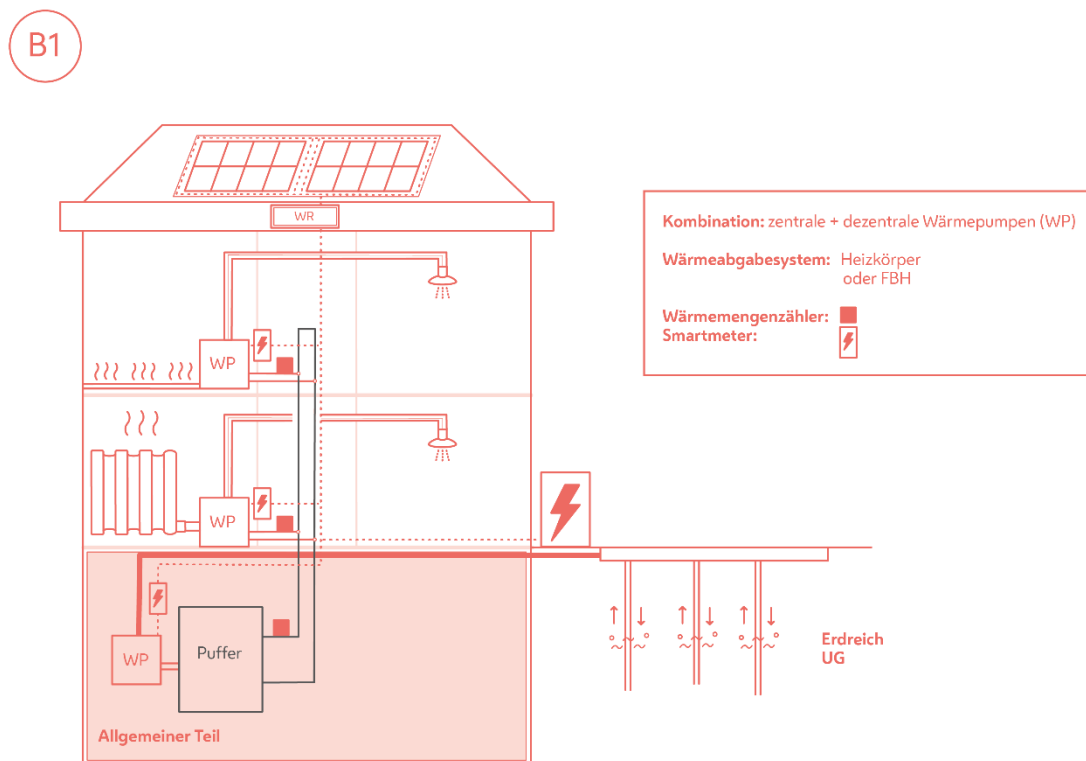 B1
WR
Kombination: zentrale + dezentrale Wärmepumpen (WP)
Wärmeabgabesystem: Heizkörper
oder FBH
Wärmemengenzähler:
Smartmeter:
WP
WP
WP
Puffer
Erdreich
UG
Allgemeiner Teil